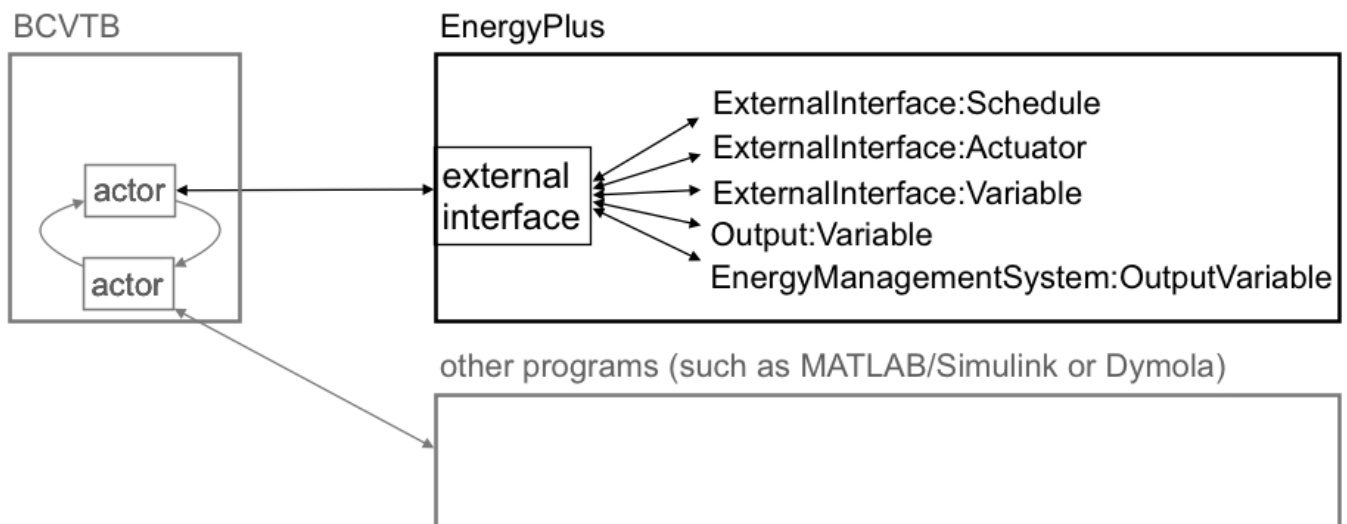 BCVTB
EnergyPlus
ExternalInterface:Schedule
ExternalInterface:Actuator
ExternalInterface:Variable
Output:Variable
EnergyManagementSystem:OutputVariable
external
interface
actor
actor
other programs (such as MATLAB/Simulink or Dymola)